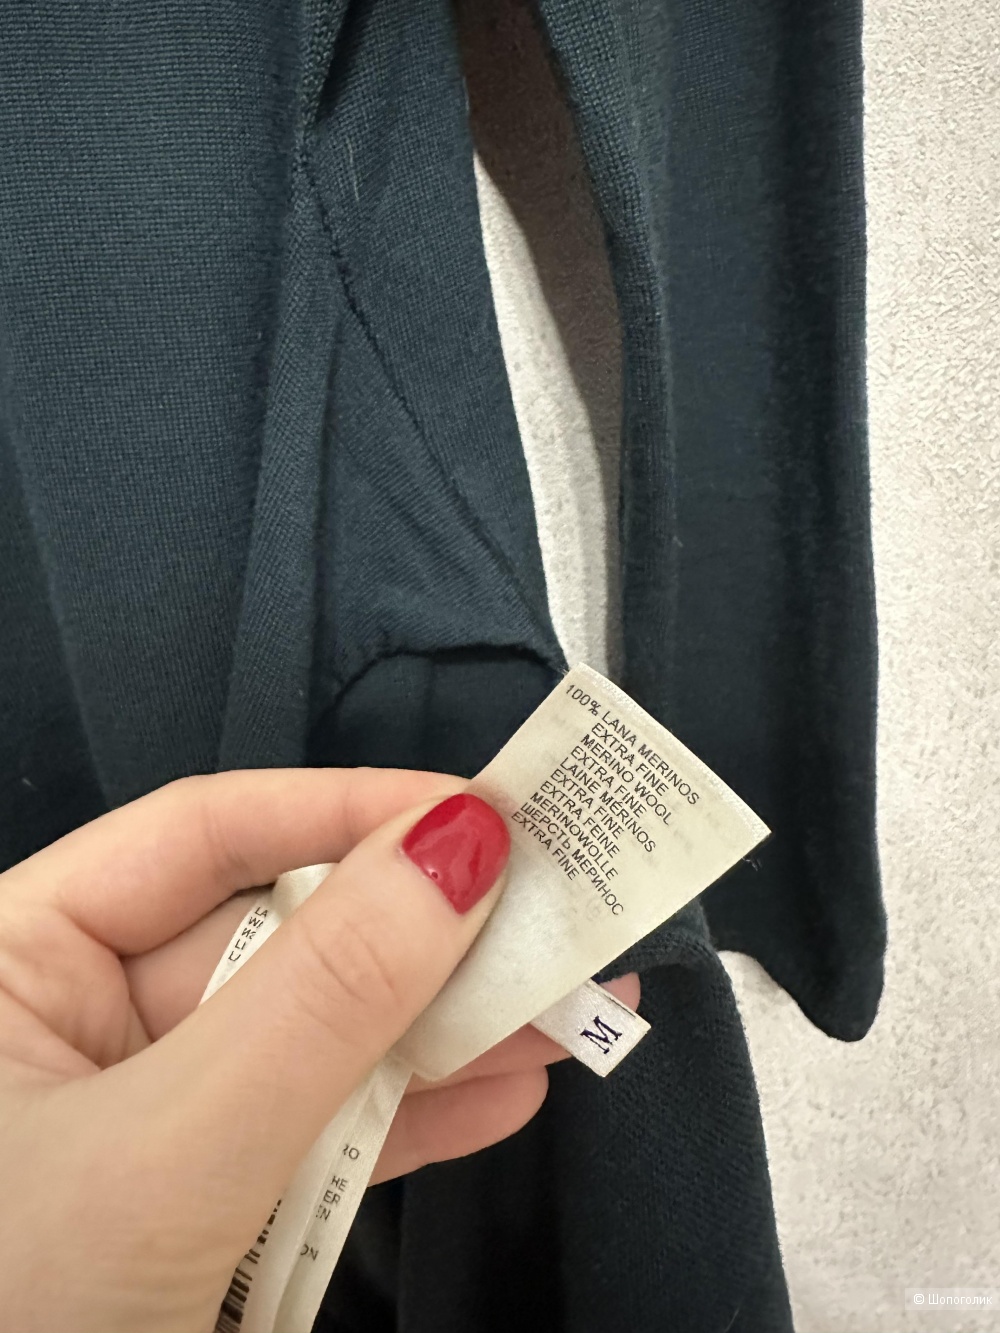 100% LANA MERINOS
EXTRA FINE
MERINO WOOL
EXTRA FINE
LAINE MÉRINOS
EXTRA FINE
EXTRA FEINE
MERINOWOLLE
ШЕРСТЬ МЕРИНОС
EXTRA FINE
M
© Шопоголик